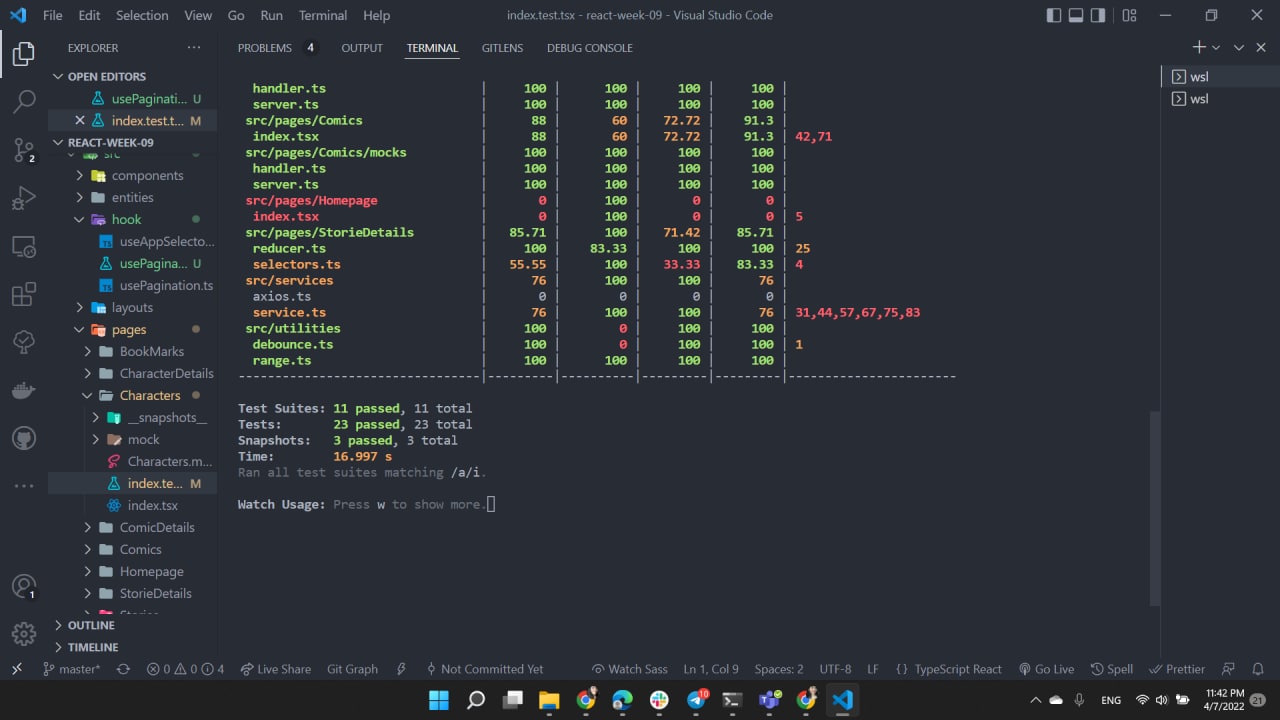 File Edit Selection View Go Run Terminal Help index.test.tsx - react-week-09 - Visual Studio Code
EXPLORER ···
OPEN EDITORS
usePaginati... U
index.test.t... M
REACT-WEEK-09
src
components
entities
hook
useAppSelecto...
usePagina... U
usePagination.ts
layouts
pages
BookMarks
CharacterDetails
Characters
__snapshots__
mock
Characters.m...
index.te... M
index.tsx
ComicDetails
Comics
Homepage
StorieDetails
Stories
OUTLINE
TIMELINE
2
1
PROBLEMS 4 OUTPUT TERMINAL GITLENS DEBUG CONSOLE
handler.ts | 100 | 100 | 100 | 100 |
server.ts | 100 | 100 | 100 | 100 |
src/pages/Comics | 88 | 60 | 72.72 | 91.3 |
index.tsx | 88 | 60 | 72.72 | 91.3 | 42,71
src/pages/Comics/mocks | 100 | 100 | 100 | 100 |
handler.ts | 100 | 100 | 100 | 100 |
server.ts | 100 | 100 | 100 | 100 |
src/pages/Homepage | 0 | 100 | 0 | 0 |
index.tsx | 0 | 100 | 0 | 0 | 5
src/pages/StorieDetails | 85.71 | 100 | 71.42 | 85.71 |
reducer.ts | 100 | 83.33 | 100 | 100 | 25
selectors.ts | 55.55 | 100 | 33.33 | 83.33 | 4
src/services | 76 | 100 | 100 | 76 |
axios.ts | 0 | 0 | 0 | 0 |
service.ts | 76 | 100 | 100 | 76 | 31,44,57,67,75,83
src/utilities | 100 | 0 | 100 | 100 |
debounce.ts | 100 | 0 | 100 | 100 | 1
range.ts | 100 | 100 | 100 | 100 |
-------------------------------|---------|----------|---------|---------|---------------------
Test Suites: 11 passed, 11 total
Tests: 23 passed, 23 total
Snapshots: 3 passed, 3 total
Time: 16.997 s
Ran all test suites matching /a/i.
Watch Usage: Press w to show more.
wsl
wsl
master* 0 0 4 Live Share Git Graph Not Committed Yet Watch Sass Ln 1, Col 9 Spaces: 2 UTF-8 LF {} TypeScript React Go Live Spell Prettier
10
ENG
11:42 PM
4/7/2022
21